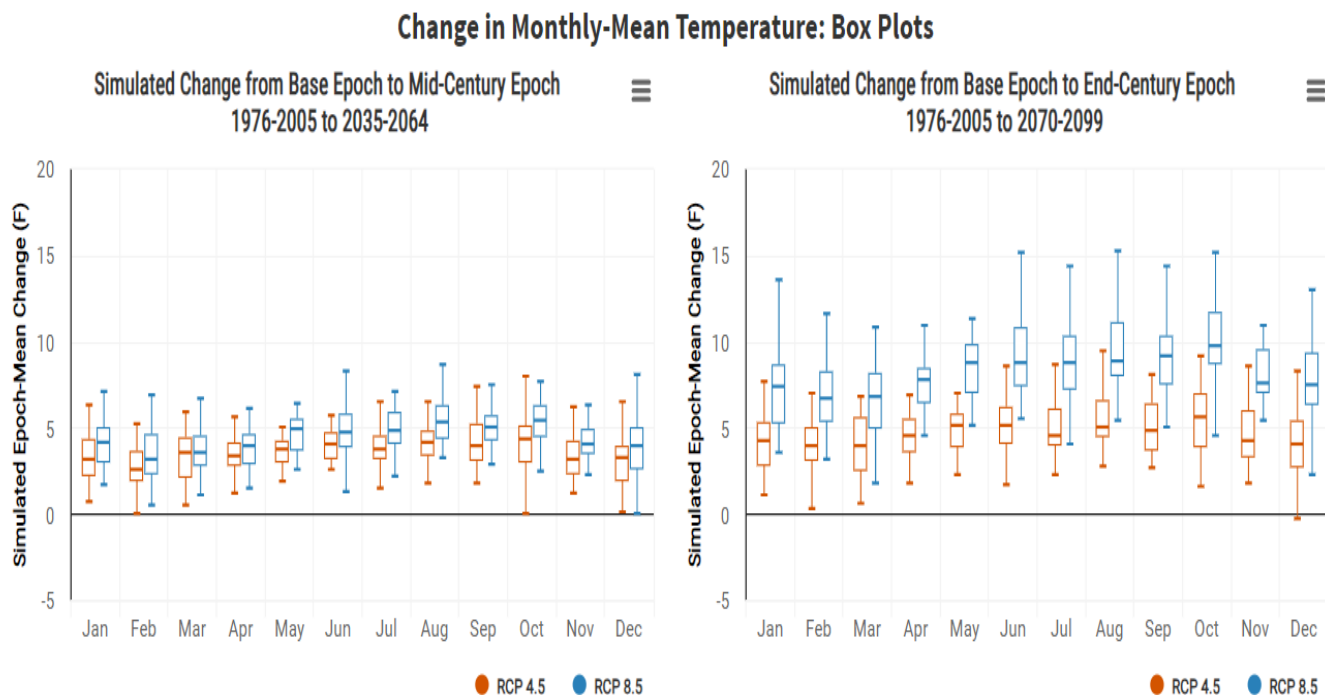 Change in Monthly-Mean Temperature: Box Plots
Simulated Change from Base Epoch to Mid-Century Epoch
1976-2005 to 2035-2064
Simulated Epoch-Mean Change (F)
20
15
10
5
0
-5
Jan Feb Mar Apr May Jun Jul Aug Sep Oct Nov Dec
RCP 4.5 RCP 8.5
Simulated Change from Base Epoch to End-Century Epoch
1976-2005 to 2070-2099
Simulated Epoch-Mean Change (F)
20
15
10
5
0
-5
Jan Feb Mar Apr May Jun Jul Aug Sep Oct Nov Dec
RCP 4.5 RCP 8.5